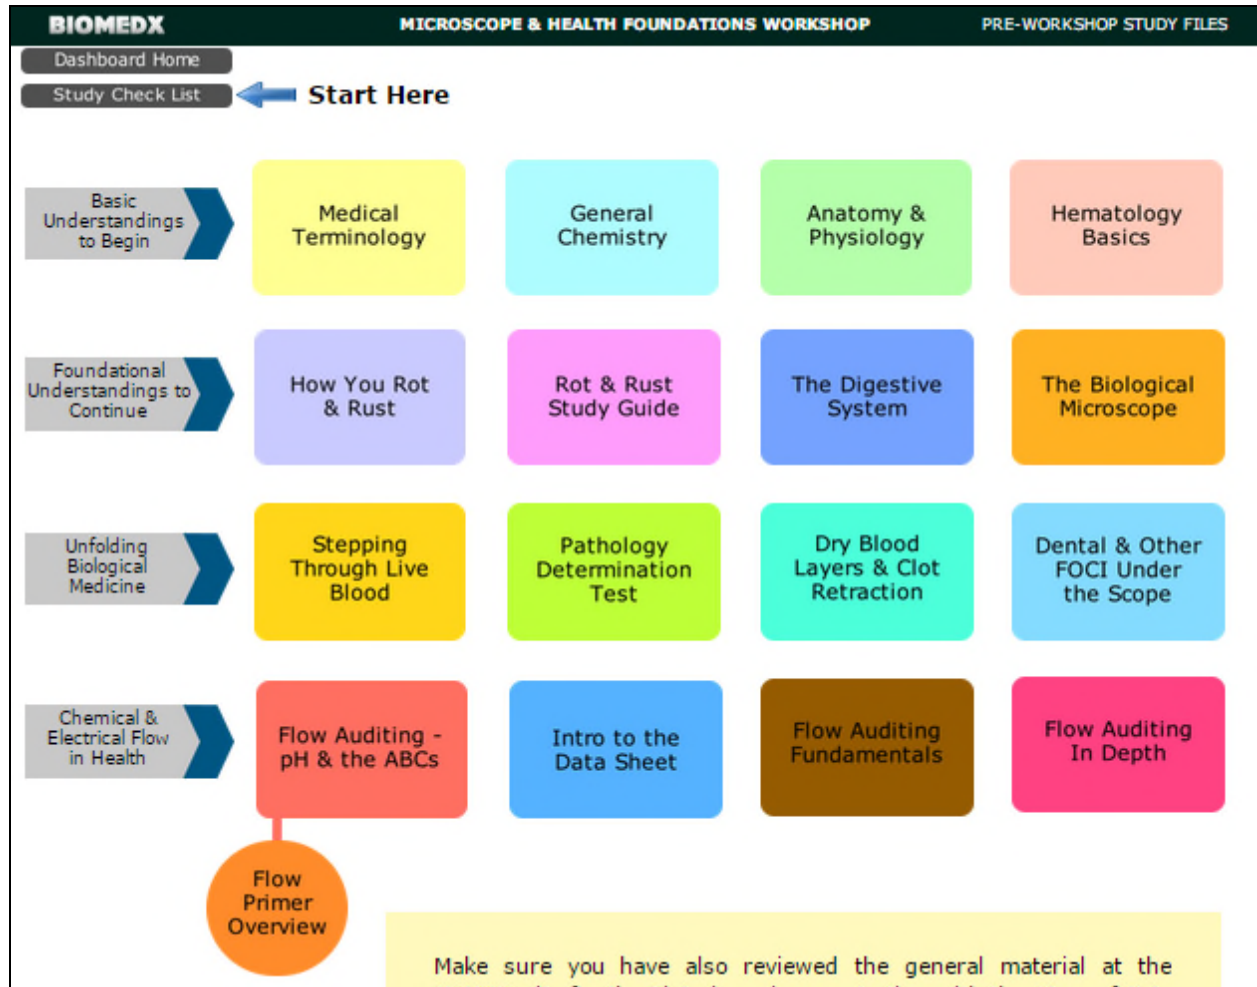 BIOMEDX
MICROSCOPE & HEALTH FOUNDATIONS WORKSHOP
PRE-WORKSHOP STUDY FILES
Dashboard Home
Study Check List
Start Here
Basic
Understandings
to Begin
Medical
Terminology
General
Chemistry
Anatomy &
Physiology
Hematology
Basics
Foundational
Understandings to
Continue
How You Rot
& Rust
Rot & Rust
Study Guide
The Digestive
System
The Biological
Microscope
Unfolding
Biological
Medicine
Stepping
Through Live
Blood
Pathology
Determination
Test
Dry Blood
Layers & Clot
Retraction
Dental & Other
FOCI Under
the Scope
Chemical &
Electrical Flow
in Health
Flow Auditing -
pH & the ABCs
Intro to the
Data Sheet
Flow Auditing
Fundamentals
Flow Auditing
In Depth
Flow
Primer
Overview
Make sure you have also reviewed the general material at the